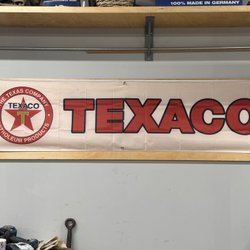 100% MADE IN GERMANY
THE TEXAS COMPANY
TEXACO
T
PETROLEUM PRODUCTS
TEXACO